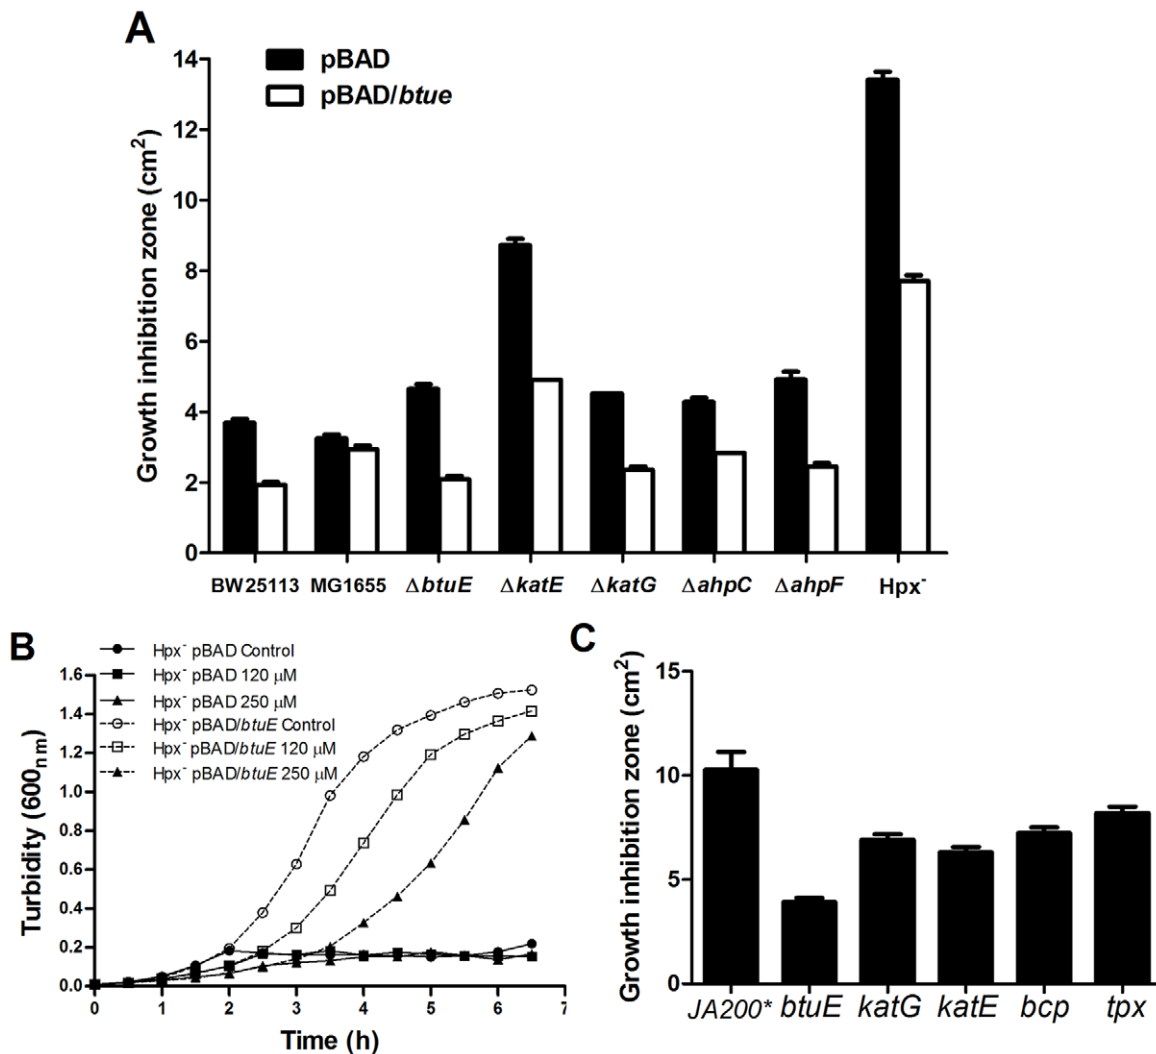 A
pBAD
pBAD/btue
Growth inhibition zone (cm²)
14
12
10
8
6
4
2
0
BW25113 MG1655 ΔbtuE ΔkatE ΔkatG ΔahpC ΔahpF Hpx⁻
B
Hpx⁻ pBAD Control
Hpx⁻ pBAD 120 μM
Hpx⁻ pBAD 250 μM
Hpx⁻ pBAD/btuE Control
Hpx⁻ pBAD/btuE 120 μM
Hpx⁻ pBAD/btuE 250 μM
Turbidity (600nm)
1.6
1.4
1.2
1.0
0.8
0.6
0.4
0.2
0.0
0 1 2 3 4 5 6 7
Time (h)
C
Growth inhibition zone (cm²)
15
10
5
0
JA200* btuE katG katE bcp tpx